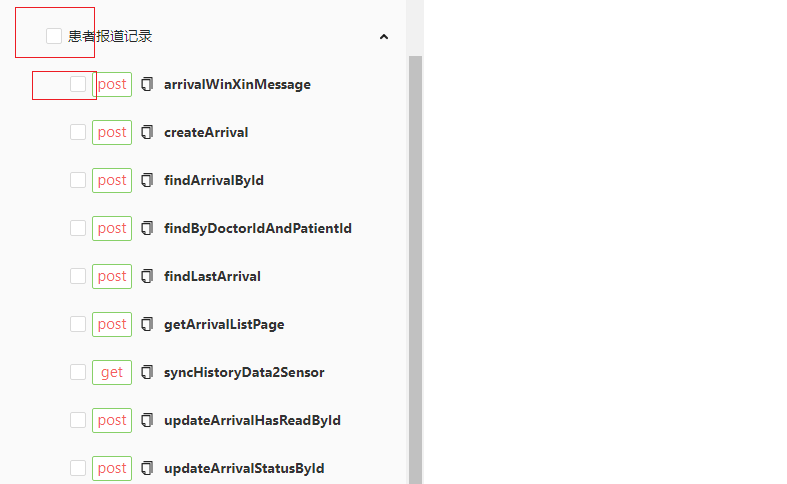 患者报道记录
post arrivalWinXinMessage
post createArrival
post findArrivalById
post findByDoctorIdAndPatientId
post findLastArrival
post getArrivalListPage
get syncHistoryData2Sensor
post updateArrivalHasReadById
post updateArrivalStatusById